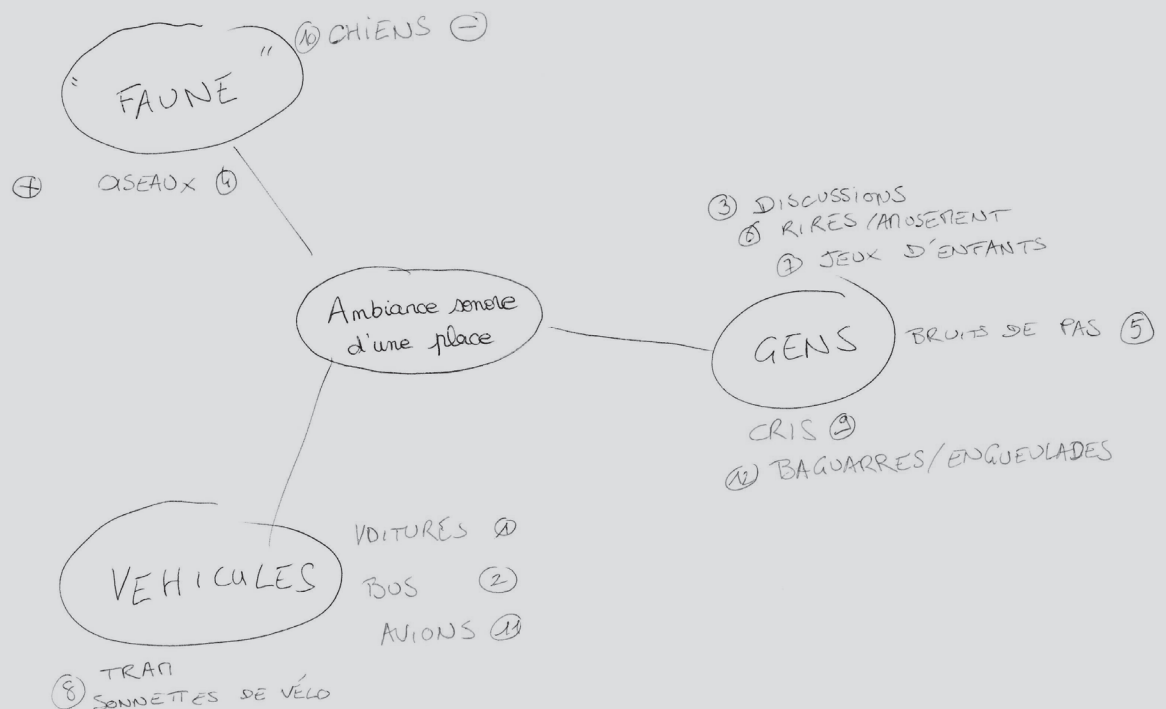 ⑩ CHIENS ⊖
" FAUNE "
⊕ OISEAUX ④
③ DISCUSSIONS
⑥ RIRES/AMUSEMENT
⑦ JEUX D'ENFANTS
Ambiance sonore
d'une place
GENS
BRUITS DE PAS ⑤
CRIS ⑨
⑫ BAGUARRES/ENGUEULADES
VEHICULES
VOITURES ①
BUS ②
AVIONS ⑪
TRAM
⑧ SONNETTES DE VÉLO